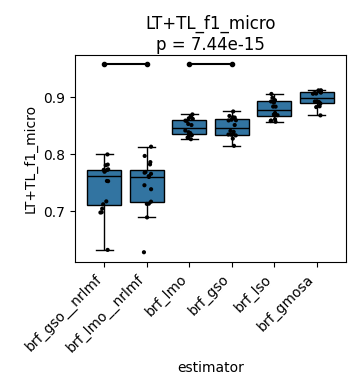 LT+TL_f1_micro
p = 7.44e-15
LT+TL_f1_micro
0.9
0.8
0.7
brf_gso__nrlmf
brf_lmo__nrlmf
brf_lmo
brf_gso
brf_lso
brf_gmosa
estimator